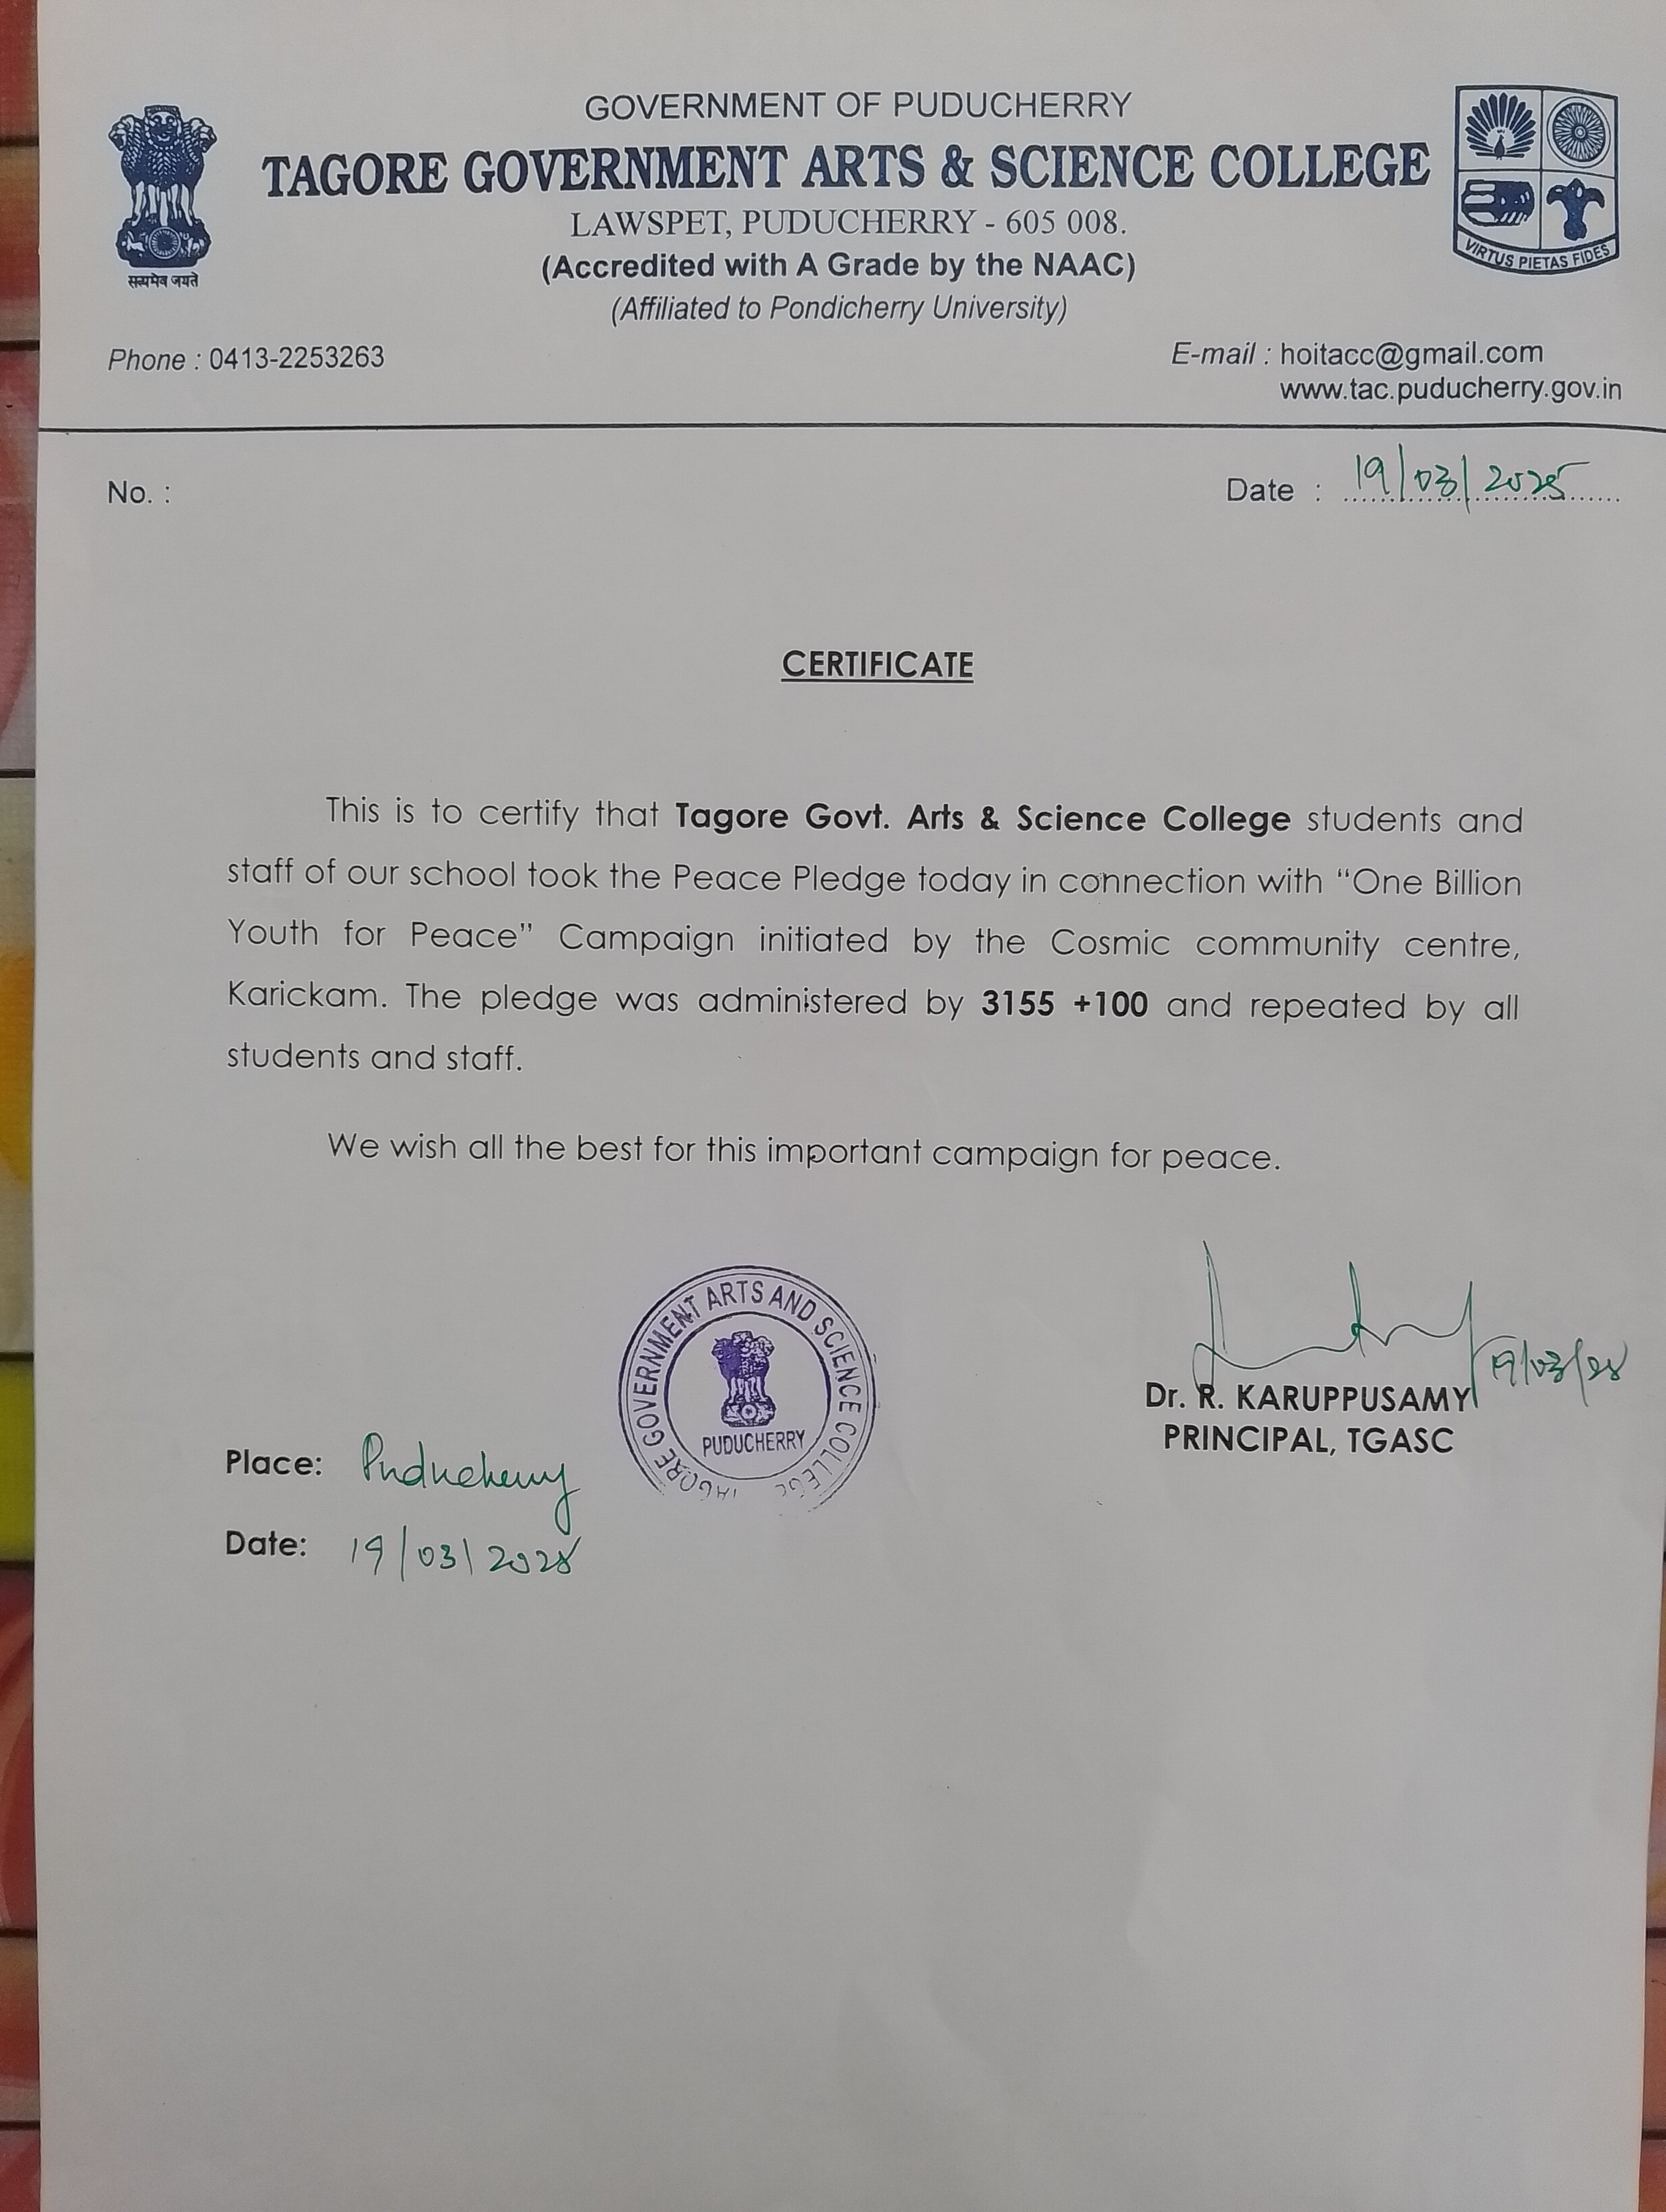 GOVERNMENT OF PUDUCHERRY
TAGORE GOVERNMENT ARTS & SCIENCE COLLEGE
LAWSPET, PUDUCHERRY - 605 008.
(Accredited with A Grade by the NAAC)
(Affiliated to Pondicherry University)
सत्यमेव जयते
VIRTUS PIETAS FIDES
Phone : 0413-2253263
E-mail : hoitacc@gmail.com
www.tac.puducherry.gov.in
No. :
Date : 19/03/2025
CERTIFICATE
This is to certify that Tagore Govt. Arts & Science College students and
staff of our school took the Peace Pledge today in connection with “One Billion
Youth for Peace” Campaign initiated by the Cosmic community centre,
Karickam. The pledge was administered by 3155 +100 and repeated by all
students and staff.
We wish all the best for this important campaign for peace.
TAGORE GOVERNMENT ARTS AND SCIENCE COLLEGE
PUDUCHERRY
19/03/25
Dr. R. KARUPPUSAMY
PRINCIPAL, TGASC
Place: Puducherry
Date: 19/03/2025